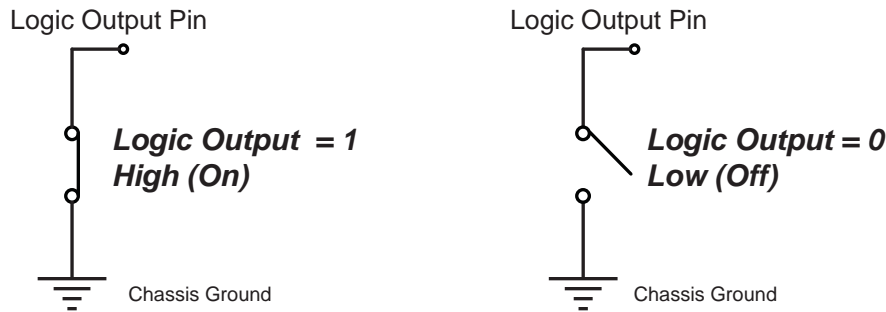 Logic Output Pin
Logic Output = 1
High (On)
Chassis Ground
Logic Output Pin
Logic Output = 0
Low (Off)
Chassis Ground